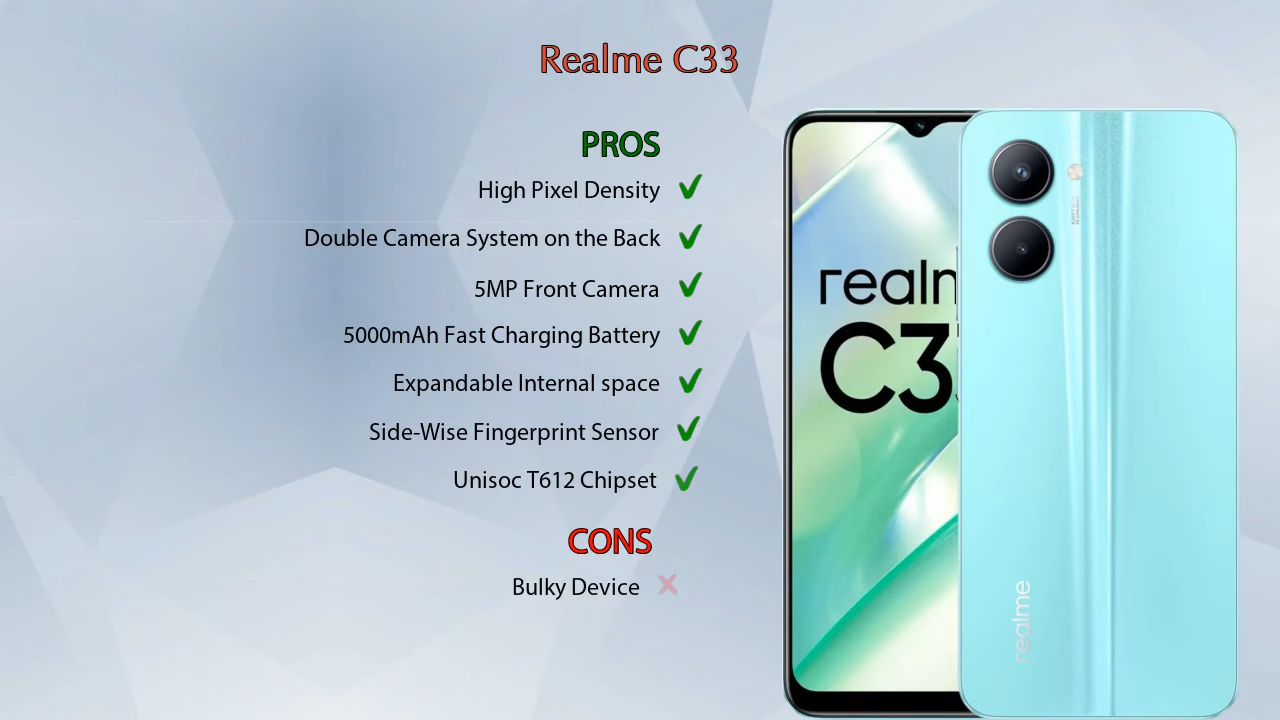 Realme C33
PROS
High Pixel Density
Double Camera System on the Back
5MP Front Camera
5000mAh Fast Charging Battery
Expandable Internal space
Side-Wise Fingerprint Sensor
Unisoc T612 Chipset
CONS
Bulky Device
realm
C3
realme